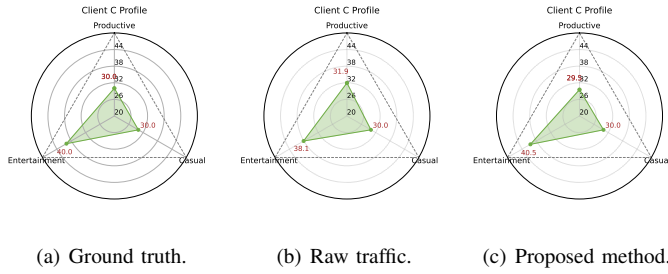 Client C Profile
Productive
44
38
32
26
20
30.0
30.0
40.0
Entertainment
Casual
(a) Ground truth.
Client C Profile
Productive
44
38
32
26
20
31.9
30.0
38.1
Entertainment
Casual
(b) Raw traffic.
Client C Profile
Productive
44
38
32
26
20
30.0
40.5
Entertainment
Casual
(c) Proposed method.